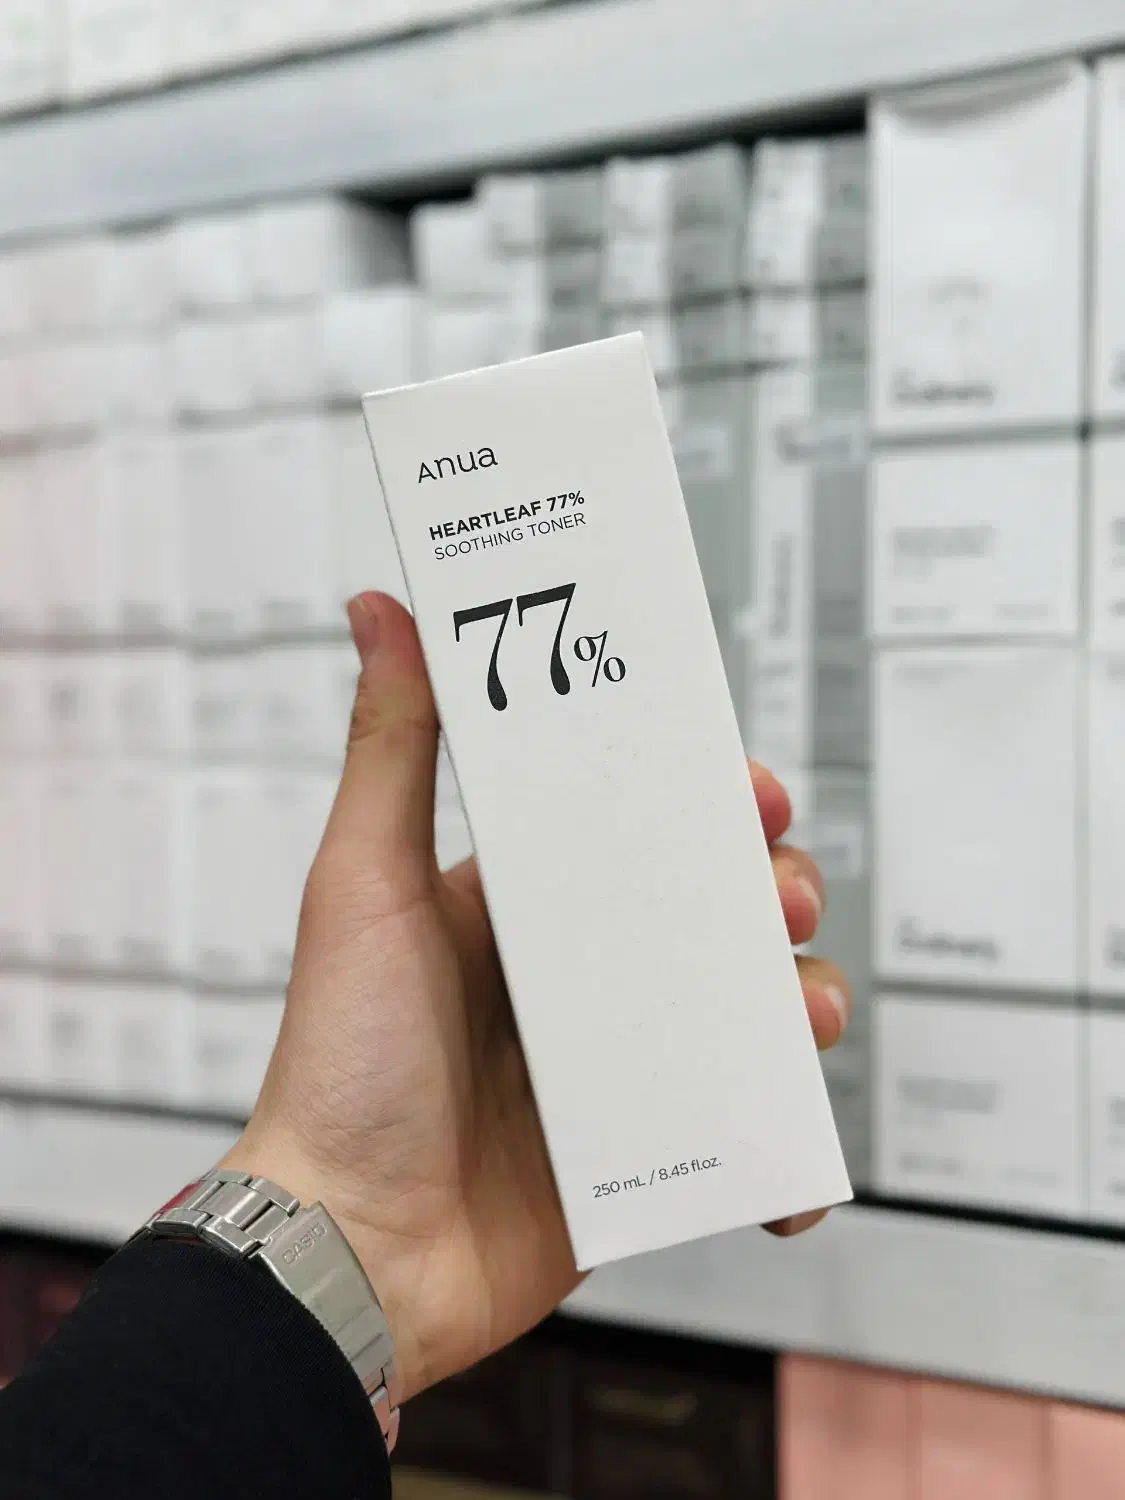 Anua
HEARTLEAF 77%
SOOTHING TONER
77%
250 mL / 8.45 fl.oz.
CASIO